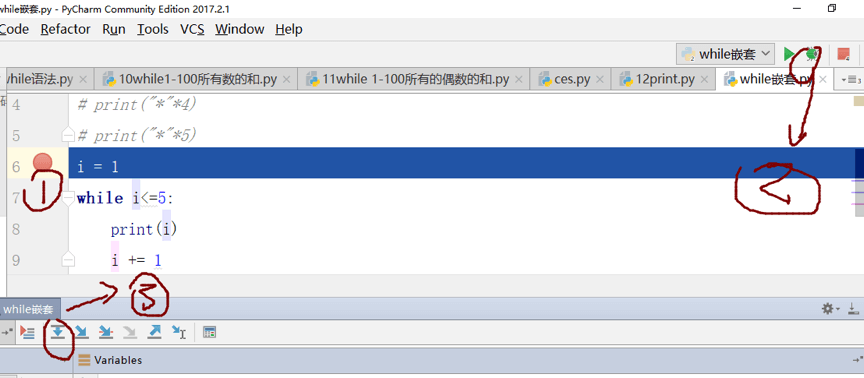 while嵌套.py - PyCharm Community Edition 2017.2.1
Code Refactor Run Tools VCS Window Help
while嵌套
while语法.py 10while1-100所有数的和.py 11while 1-100所有的偶数的和.py ces.py 12print.py while嵌套.py
4 # print("*"*4)
5 # print("*"*5)
6 i = 1
1
2
7 while i<=5:
8 print(i)
9 i += 1
3
while嵌套
Variables